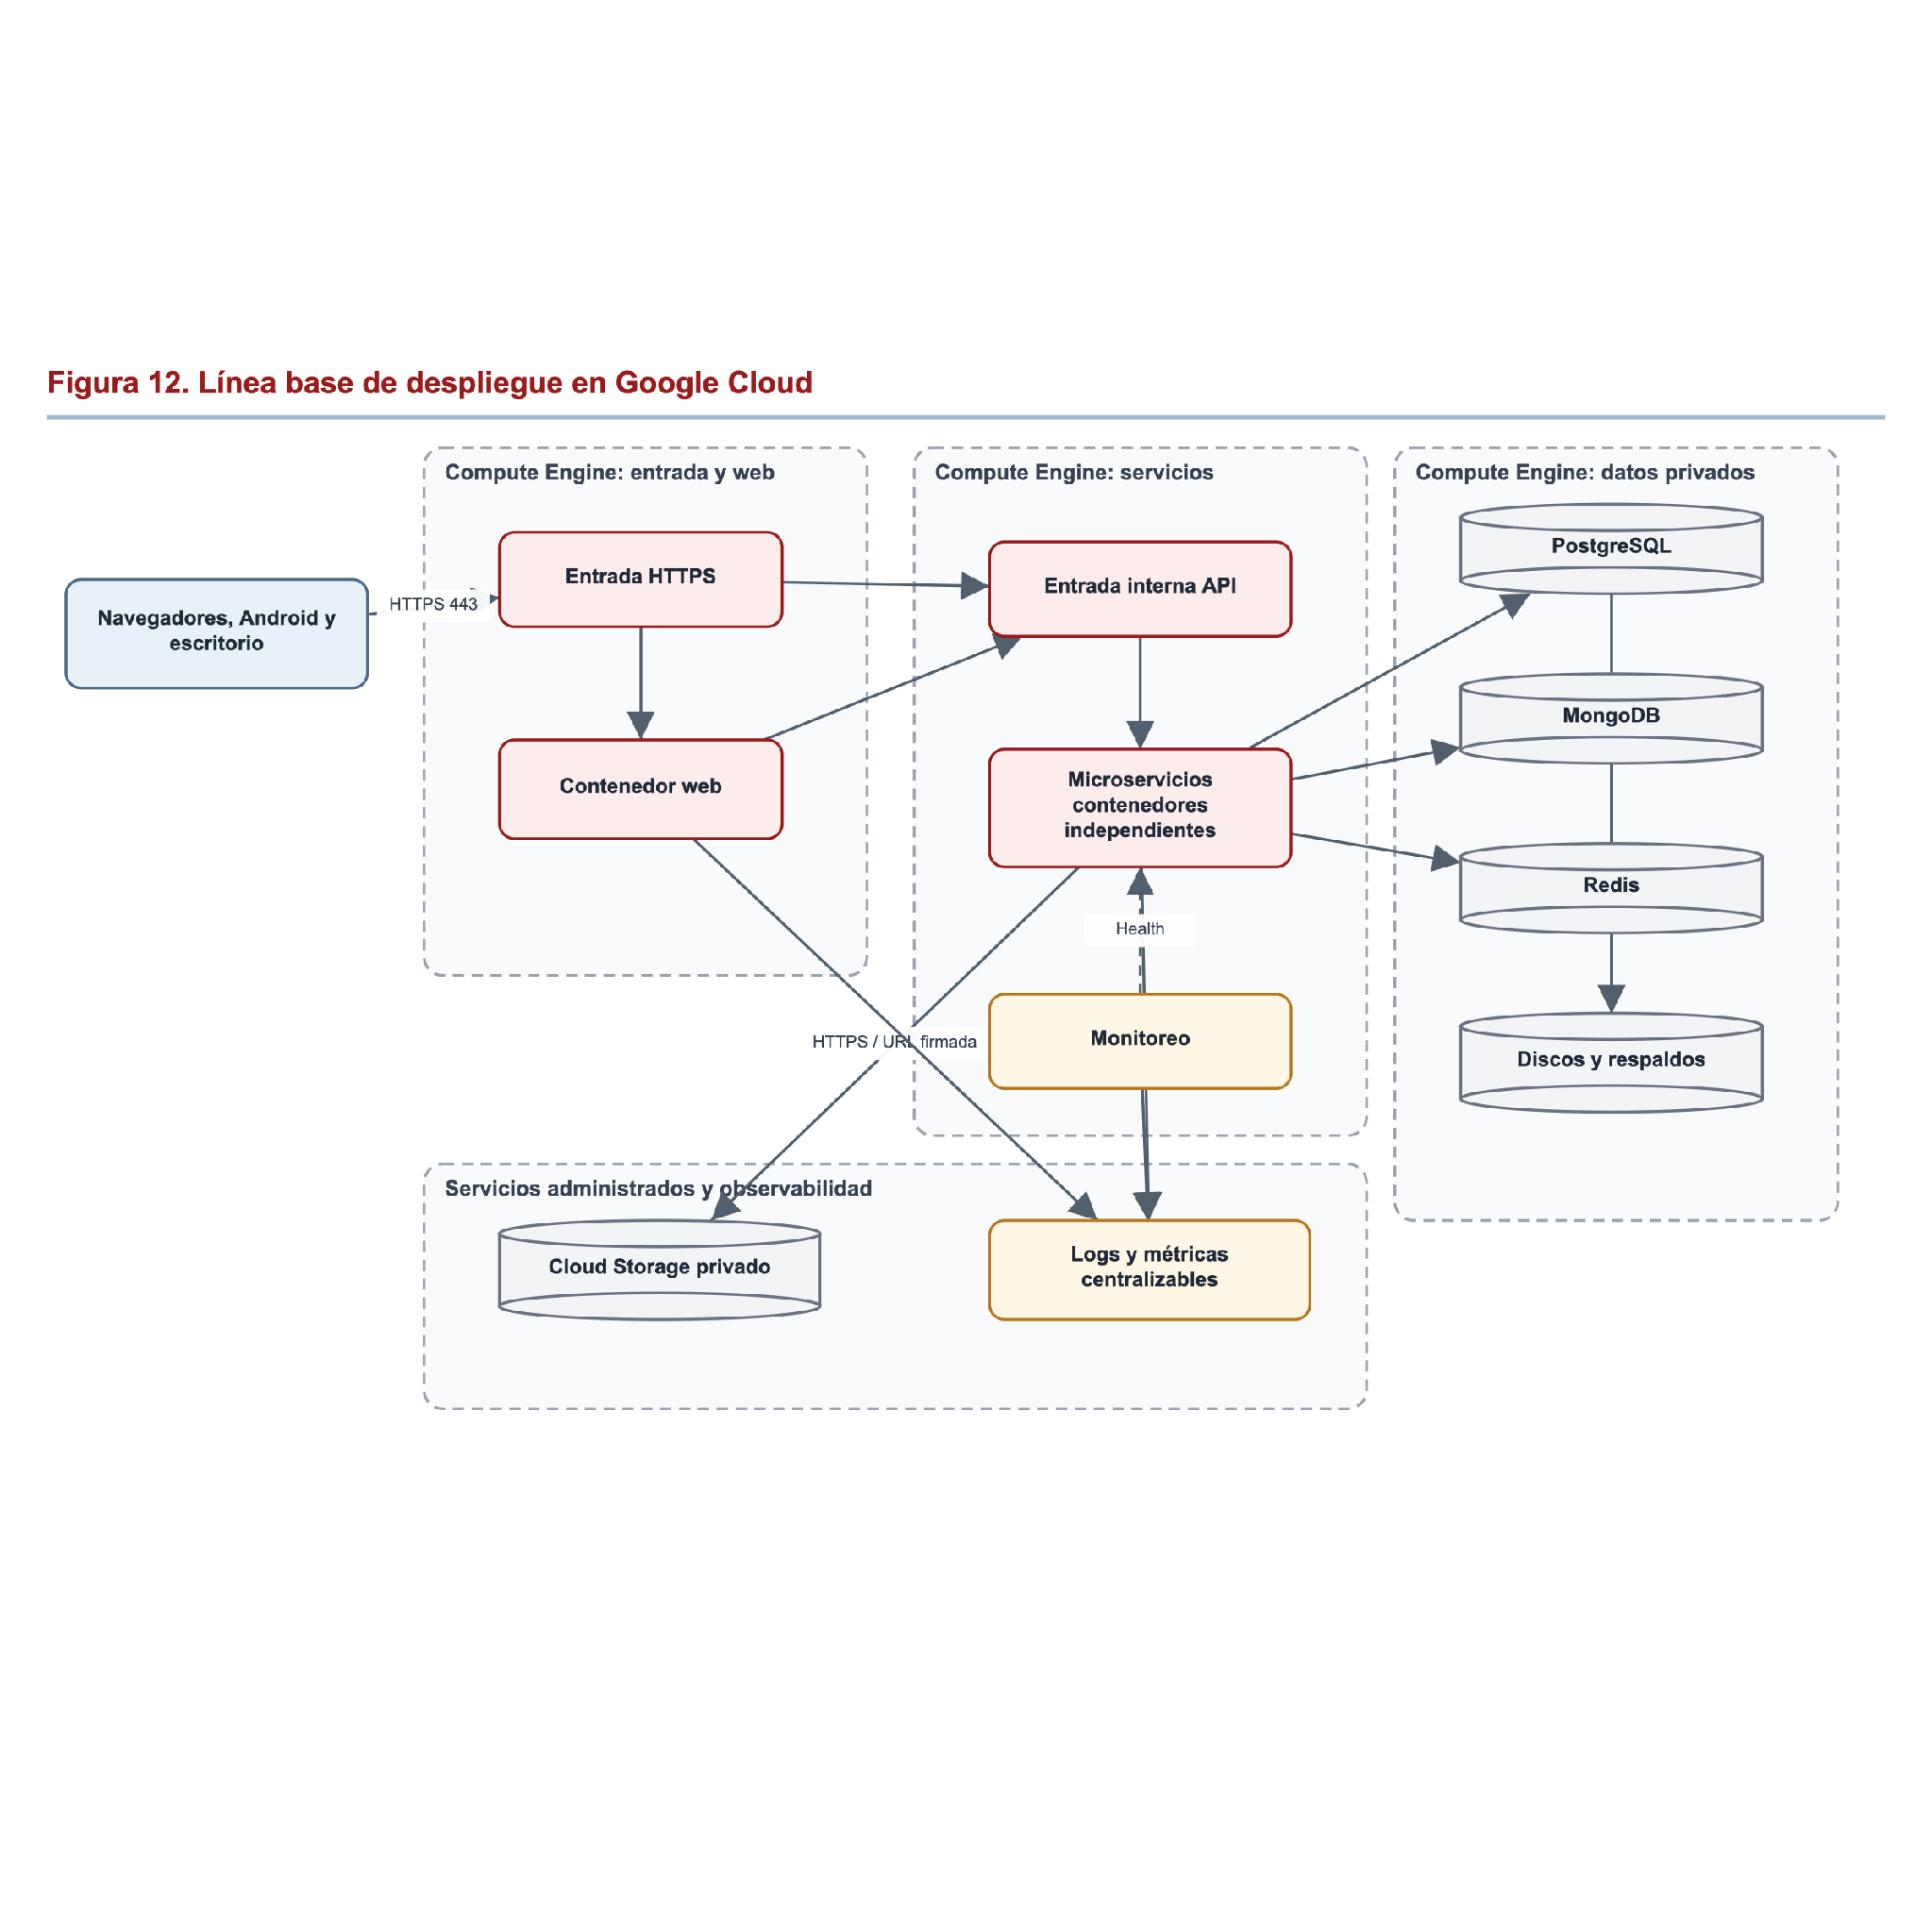 Figura 12. Línea base de despliegue en Google Cloud
Compute Engine: entrada y web
Compute Engine: servicios
Compute Engine: datos privados
Navegadores, Android y
escritorio
HTTPS 443
Entrada HTTPS
Contenedor web
Entrada interna API
Microservicios
contenedores
independientes
Health
Monitoreo
PostgreSQL
MongoDB
Redis
Discos y respaldos
HTTPS / URL firmada
Servicios administrados y observabilidad
Cloud Storage privado
Logs y métricas
centralizables